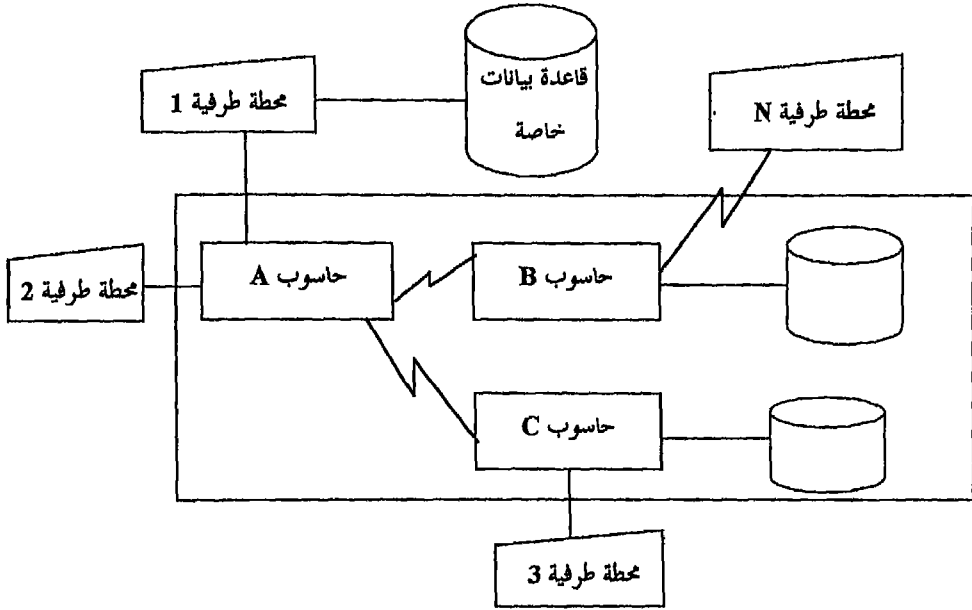 قاعدة بيانات
خاصة
محطة طرفية 1
محطة طرفية N
حاسوب A
حاسوب B
محطة طرفية 2
حاسوب C
محطة طرفية 3